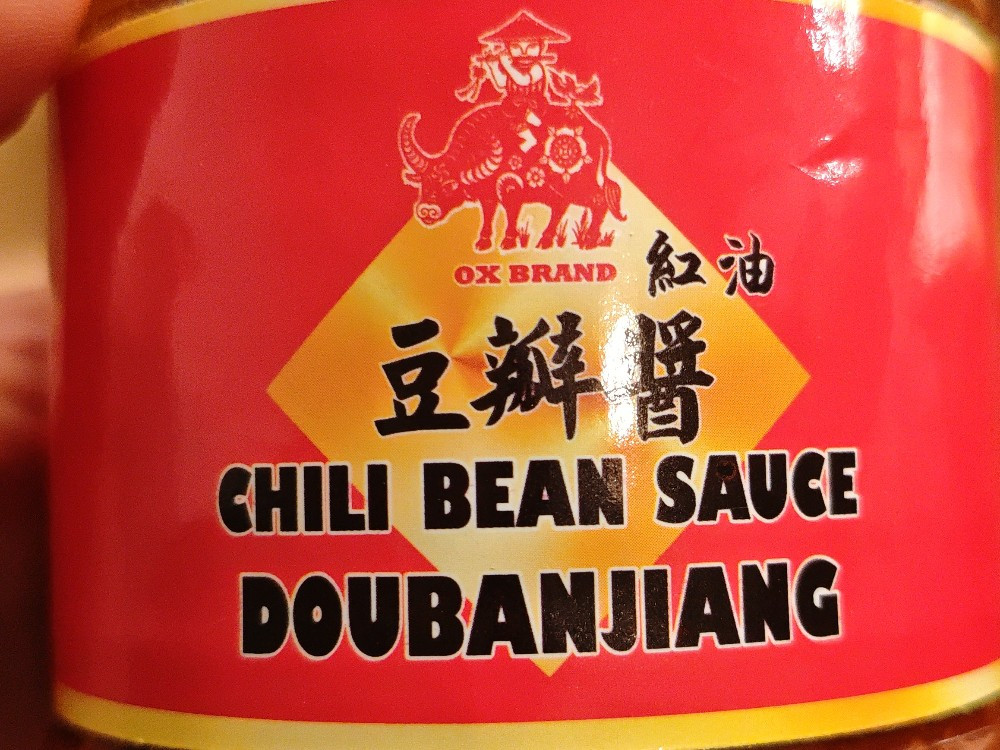 OX BRAND
紅油
豆瓣醬
CHILI BEAN SAUCE
DOUBANJIANG